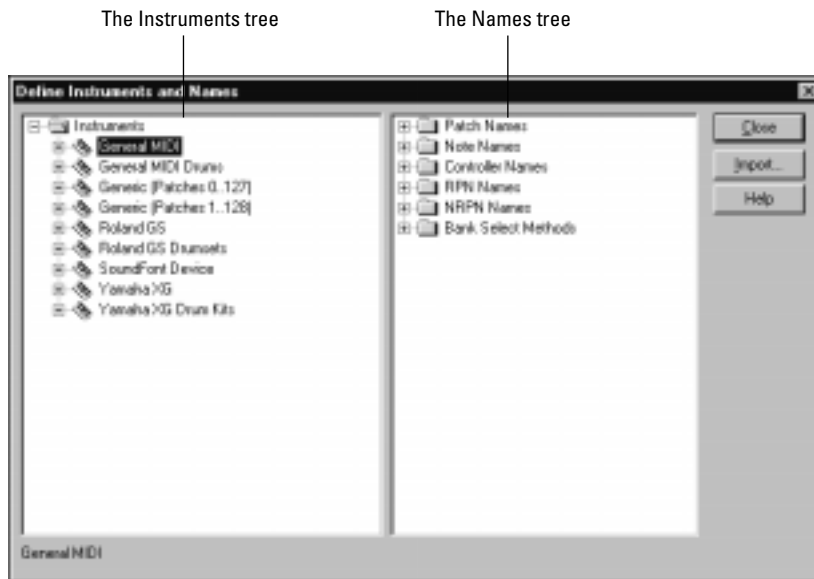 The Instruments tree
The Names tree
Define Instruments and Names
Instruments
General MIDI
General MIDI Drums
Generic (Patches 0..127)
Generic (Patches 1..128)
Roland GS
Roland GS Drumsets
SoundFont Device
Yamaha XG
Yamaha XG Drum Kits
Patch Names
Note Names
Controller Names
RPN Names
NRPN Names
Bank Select Methods
Close
Import...
Help
General MIDI